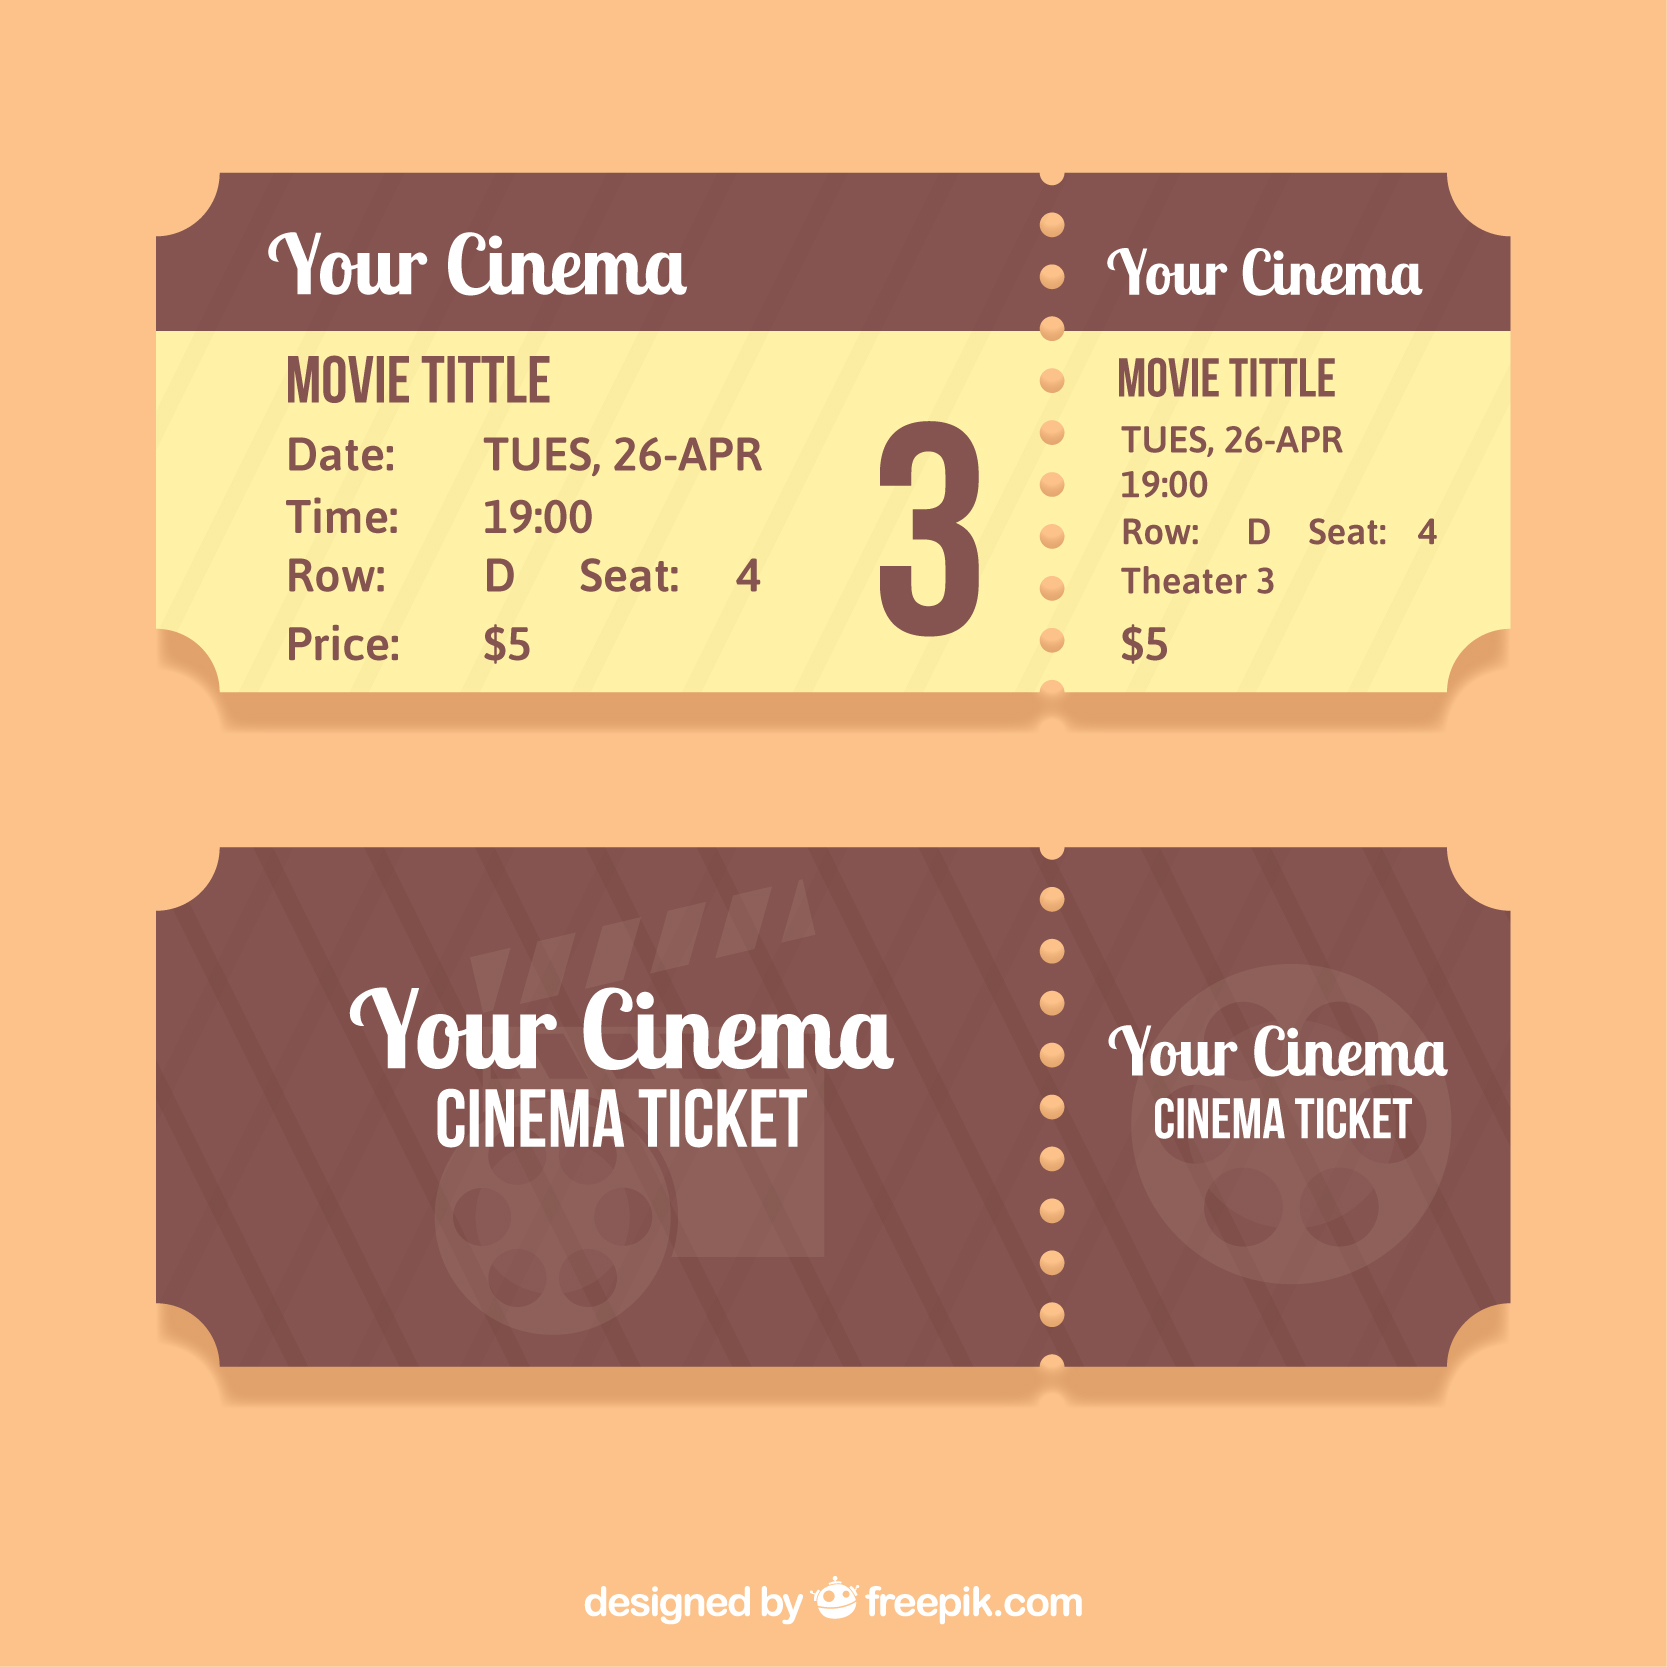 Your Cinema
MOVIE TITTLE
Date: TUES, 26-APR
Time: 19:00
Row: D Seat: 4
Price: $5
3
Your Cinema
MOVIE TITTLE
TUES, 26-APR
19:00
Row: D Seat: 4
Theater 3
$5
Your Cinema
CINEMA TICKET
Your Cinema
CINEMA TICKET
designed by freepik.com